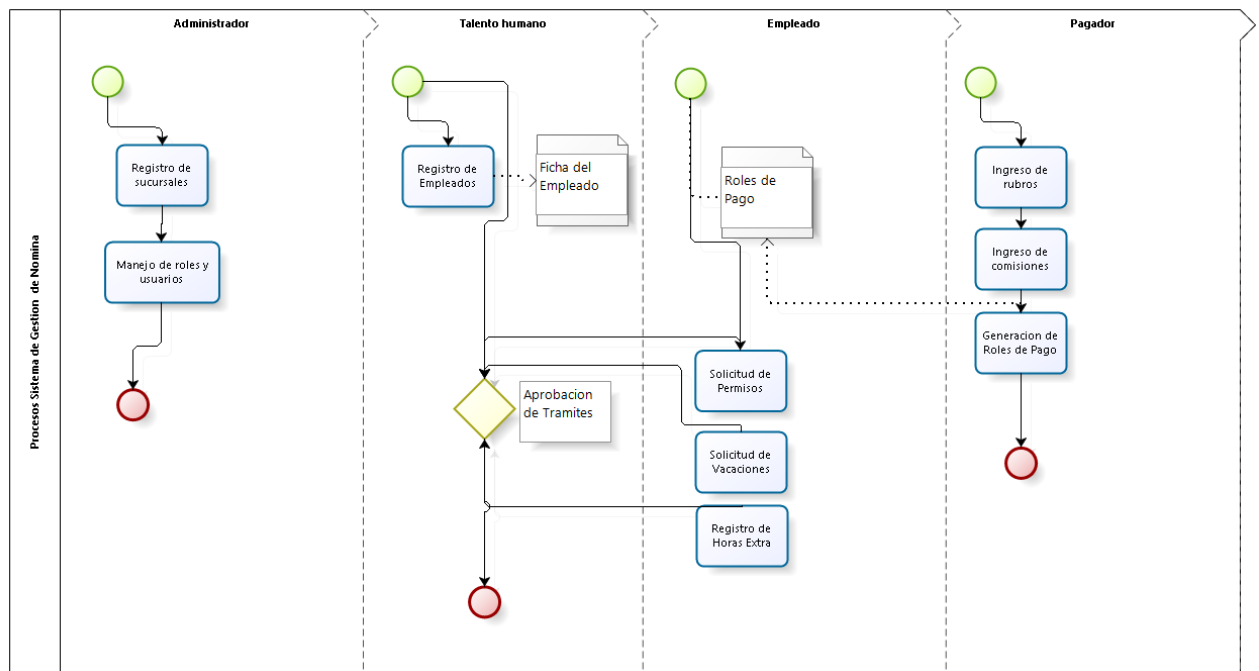 Procesos Sistema de Gestion de Nomina
Administrador
Talento humano
Empleado
Pagador
Registro de
sucursales
Manejo de roles y
usuarios
Registro de
Empleados
Ficha del
Empleado
Aprobacion
de Tramites
Roles de
Pago
Solicitud de
Permisos
Solicitud de
Vacaciones
Registro de
Horas Extra
Ingreso de
rubros
Ingreso de
comisiones
Generacion de
Roles de Pago